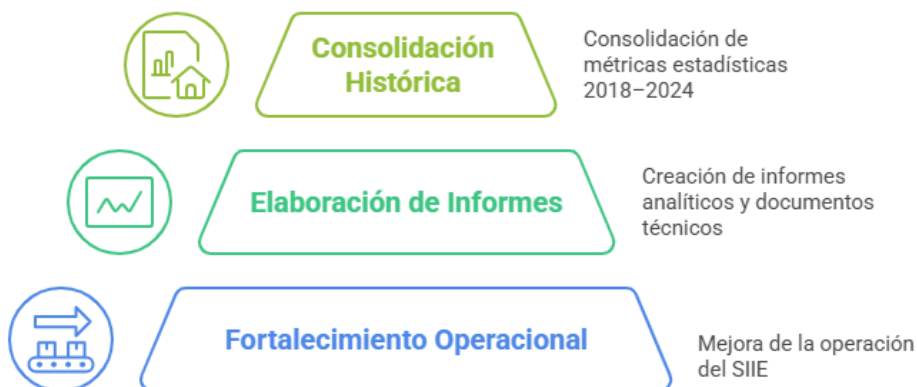 Consolidación
Histórica
Consolidación de
métricas estadísticas
2018–2024
Elaboración de Informes
Creación de informes
analíticos y documentos
técnicos
Fortalecimiento Operacional
Mejora de la operación
del SIIE